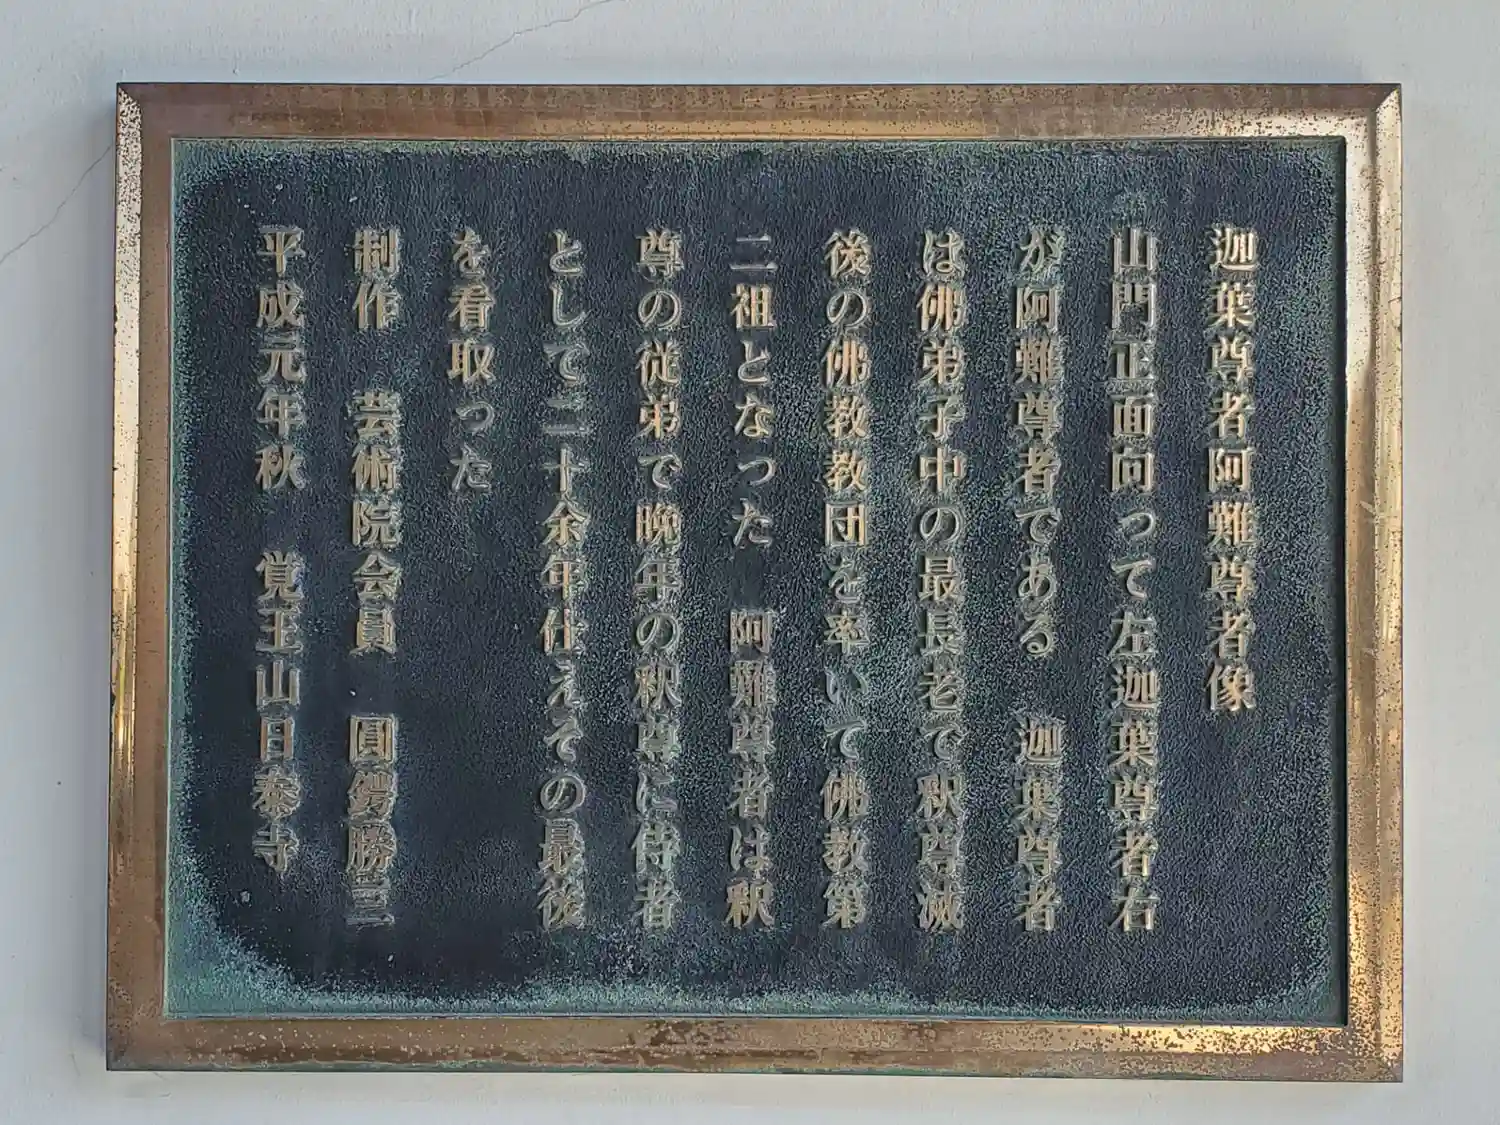 迦葉尊者阿難尊者像
山門正面向って左迦葉尊者右
が阿難尊者である　迦葉尊者
は佛弟子中の最長老で釈尊滅
後の佛教教団を率いて佛教第
二祖となった　阿難尊者は釈
尊の従弟で晩年の釈尊に侍者
として二十余年仕えその最後
を看取った
制作　芸術院会員　圓鍔勝三
平成元年秋　覚王山日泰寺